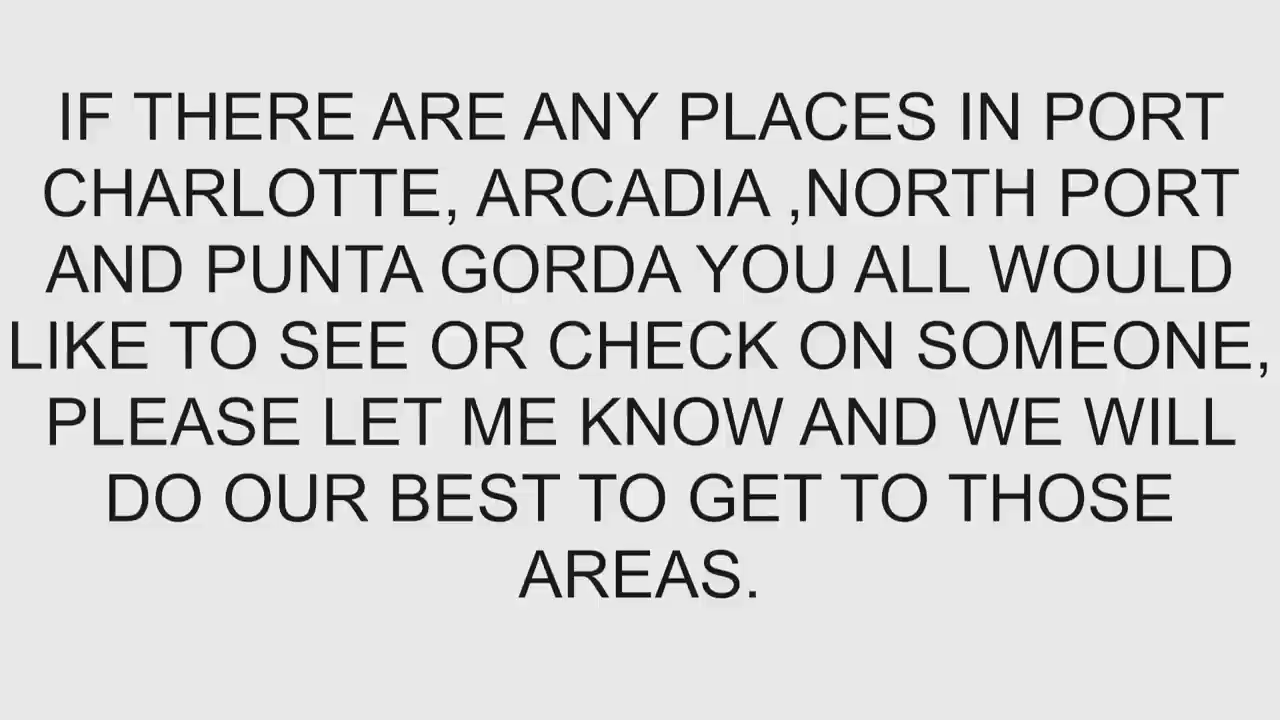 IF THERE ARE ANY PLACES IN PORT
CHARLOTTE, ARCADIA ,NORTH PORT
AND PUNTA GORDA YOU ALL WOULD
LIKE TO SEE OR CHECK ON SOMEONE,
PLEASE LET ME KNOW AND WE WILL
DO OUR BEST TO GET TO THOSE
AREAS.